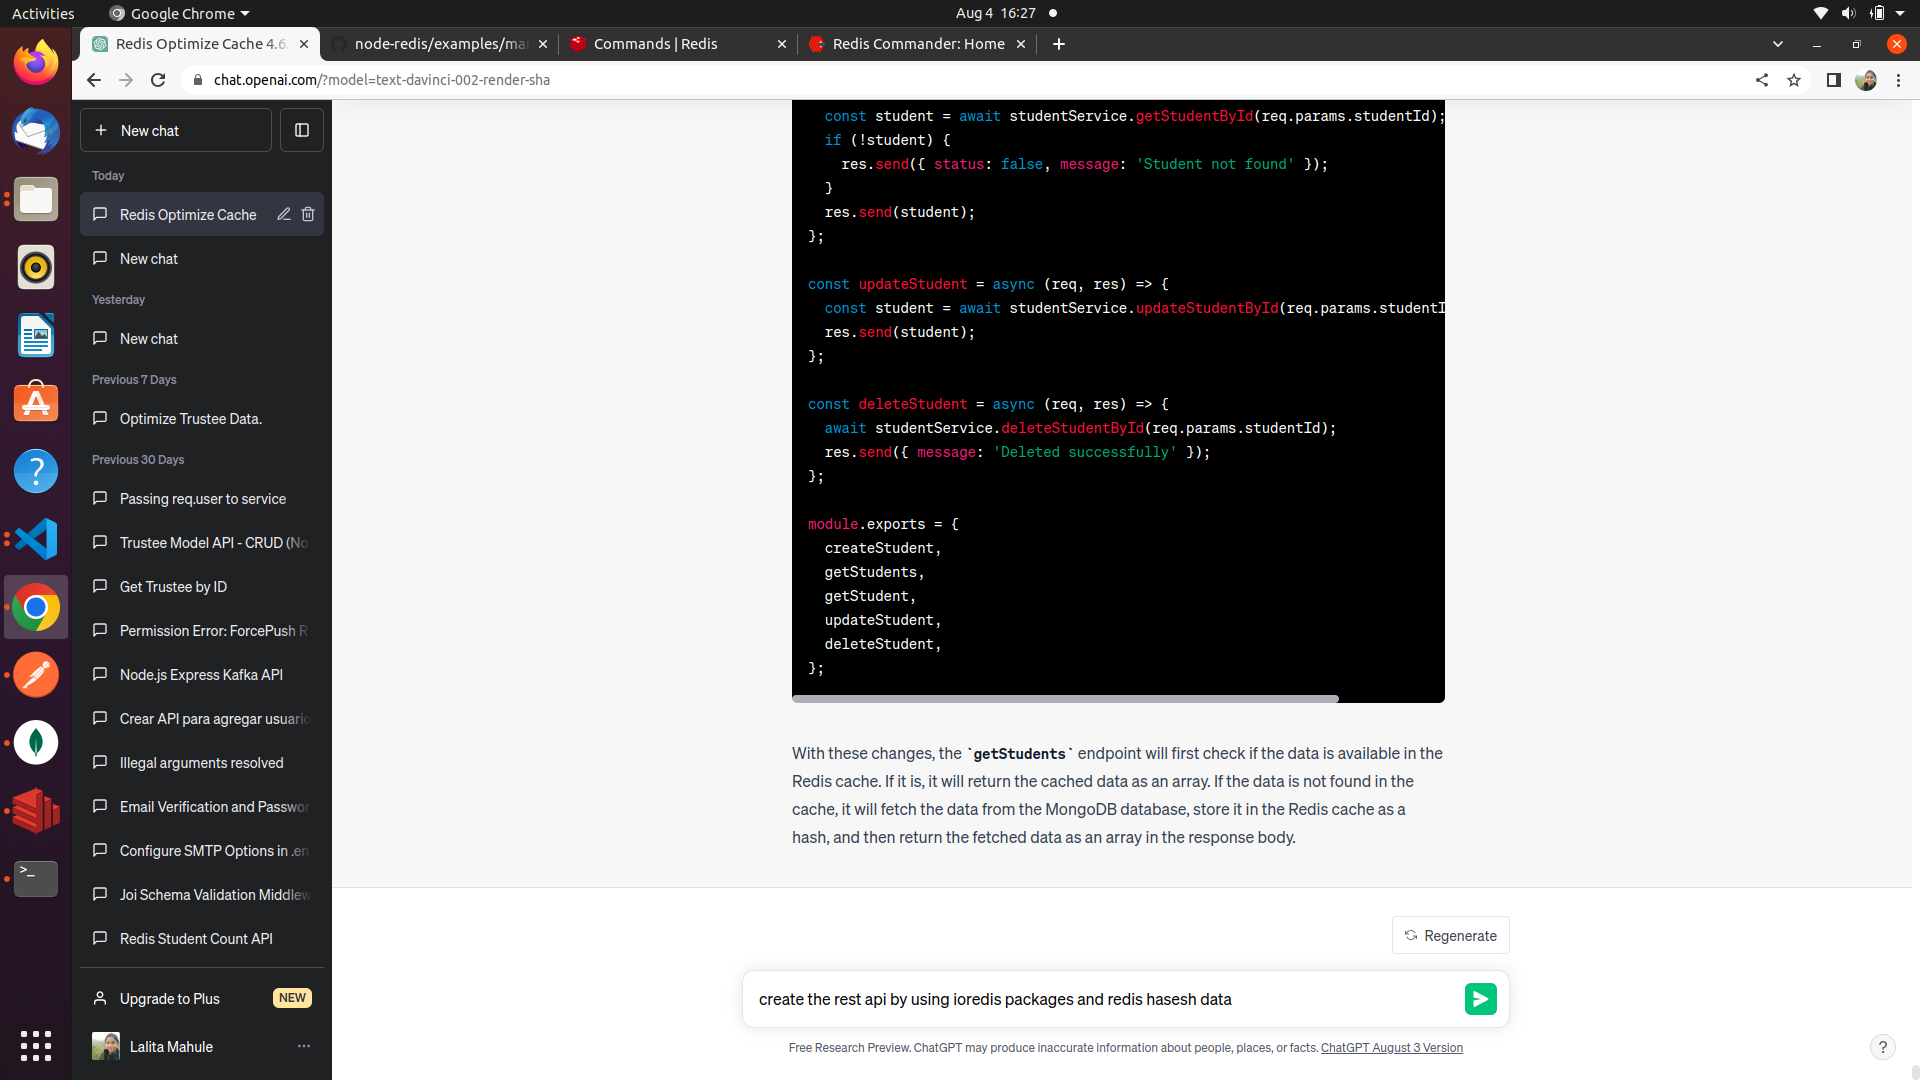 Activities
Google Chrome
Aug 4 16:27
Redis Optimize Cache 4.6.
node-redis/examples/ma
Commands | Redis
Redis Commander: Home
chat.openai.com/?model=text-davinci-002-render-sha
New chat
Today
Redis Optimize Cache
New chat
Yesterday
New chat
Previous 7 Days
Optimize Trustee Data.
Previous 30 Days
Passing req.user to service
Trustee Model API - CRUD (No
Get Trustee by ID
Permission Error: ForcePush R
Node.js Express Kafka API
Crear API para agregar usuario
Illegal arguments resolved
Email Verification and Passwor
Configure SMTP Options in .en
Joi Schema Validation Middlew
Redis Student Count API
Upgrade to Plus NEW
Lalita Mahule
const student = await studentService.getStudentById(req.params.studentId);
if (!student) {
res.send({ status: false, message: 'Student not found' });
}
res.send(student);
};
const updateStudent = async (req, res) => {
const student = await studentService.updateStudentById(req.params.studentI
res.send(student);
};
const deleteStudent = async (req, res) => {
await studentService.deleteStudentById(req.params.studentId);
res.send({ message: 'Deleted successfully' });
};
module.exports = {
createStudent,
getStudents,
getStudent,
updateStudent,
deleteStudent,
};
With these changes, the `getStudents` endpoint will first check if the data is available in the
Redis cache. If it is, it will return the cached data as an array. If the data is not found in the
cache, it will fetch the data from the MongoDB database, store it in the Redis cache as a
hash, and then return the fetched data as an array in the response body.
Regenerate
create the rest api by using ioredis packages and redis hasesh data
Free Research Preview. ChatGPT may produce inaccurate information about people, places, or facts. ChatGPT August 3 Version
?